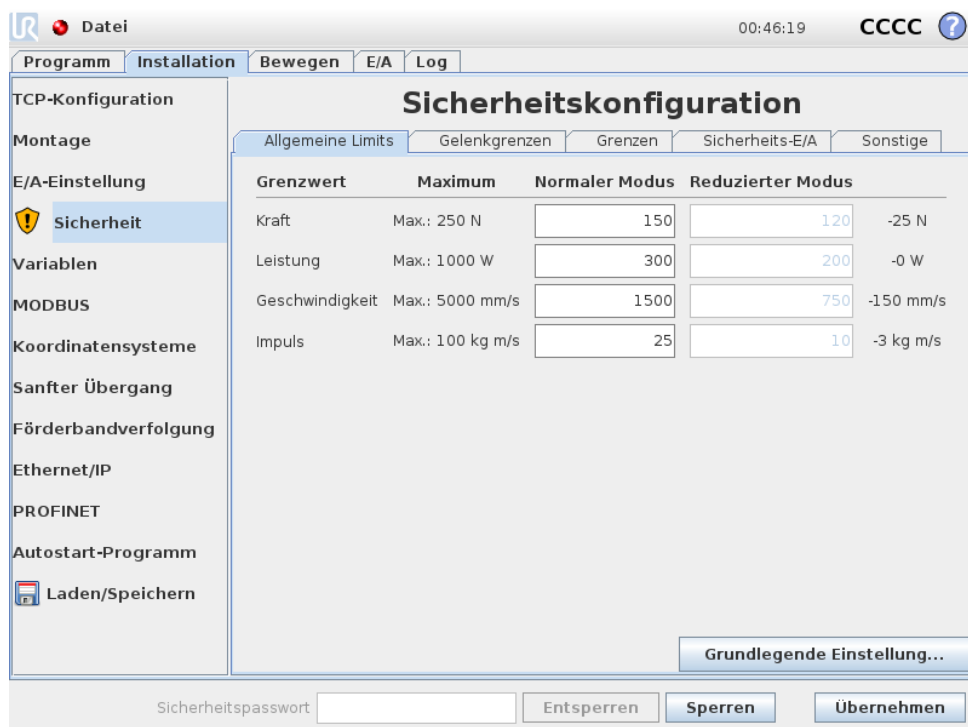 UR Datei 00:46:19 CCCC ?
Programm Installation Bewegen E/A Log
TCP-Konfiguration
Montage
E/A-Einstellung
Sicherheit
Variablen
MODBUS
Koordinatensysteme
Sanfter Übergang
Förderbandverfolgung
Ethernet/IP
PROFINET
Autostart-Programm
Laden/Speichern
Sicherheitskonfiguration
Allgemeine Limits Gelenkgrenzen Grenzen Sicherheits-E/A Sonstige
Grenzwert Maximum Normaler Modus Reduzierter Modus
Kraft Max.: 250 N 150 120 -25 N
Leistung Max.: 1000 W 300 200 -0 W
Geschwindigkeit Max.: 5000 mm/s 1500 750 -150 mm/s
Impuls Max.: 100 kg m/s 25 10 -3 kg m/s
Grundlegende Einstellung...
Sicherheitspasswort Entsperren Sperren Übernehmen